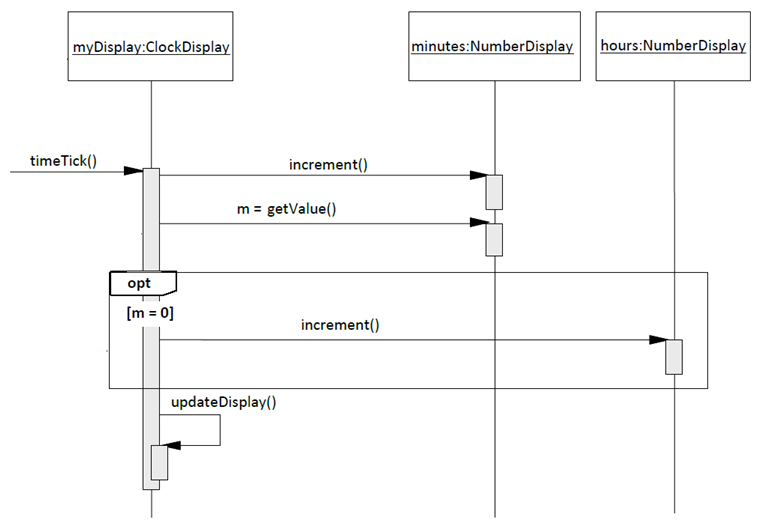 myDisplay:ClockDisplay
minutes:NumberDisplay
hours:NumberDisplay
timeTick()
increment()
m = getValue()
opt
[m = 0]
increment()
updateDisplay()